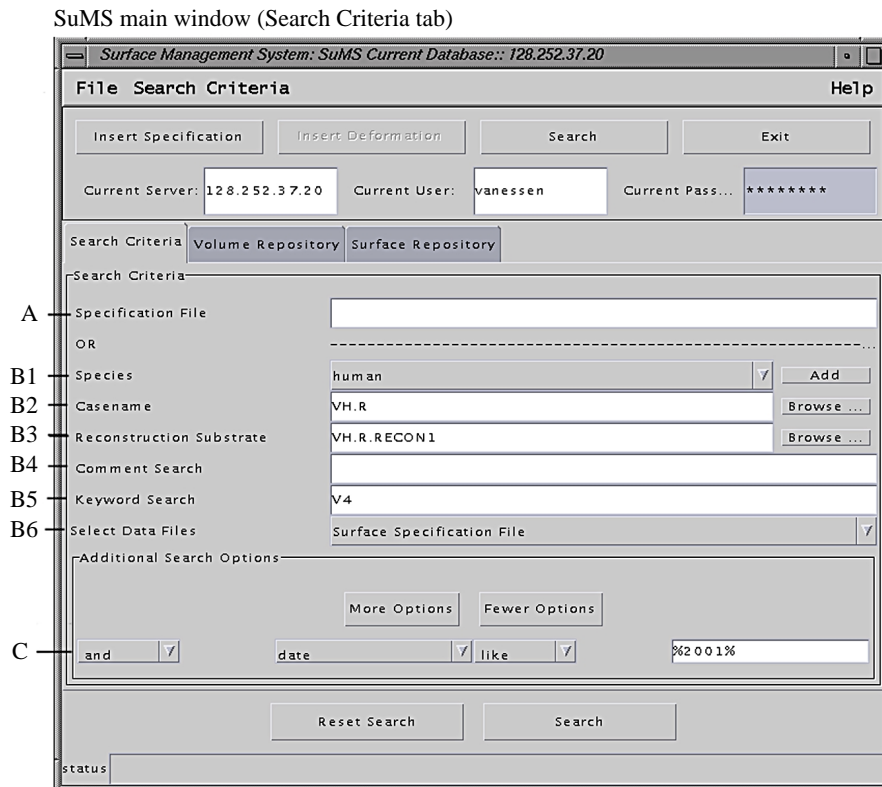 SuMS main window (Search Criteria tab)
Surface Management System: SuMS Current Database:: 128.252.37.20
File Search Criteria Help
Insert Specification Insert Deformation Search Exit
Current Server: 128.252.37.20 Current User: vanessen Current Pass... ********
Search Criteria Volume Repository Surface Repository
Search Criteria
A Specification File
OR ---------------------------------------------------------------...
B1 Species human Add
B2 Casename VH.R Browse ...
B3 Reconstruction Substrate VH.R.RECON1 Browse ...
B4 Comment Search
B5 Keyword Search V4
B6 Select Data Files Surface Specification File
Additional Search Options
More Options Fewer Options
C and date like %2001%
Reset Search Search
status